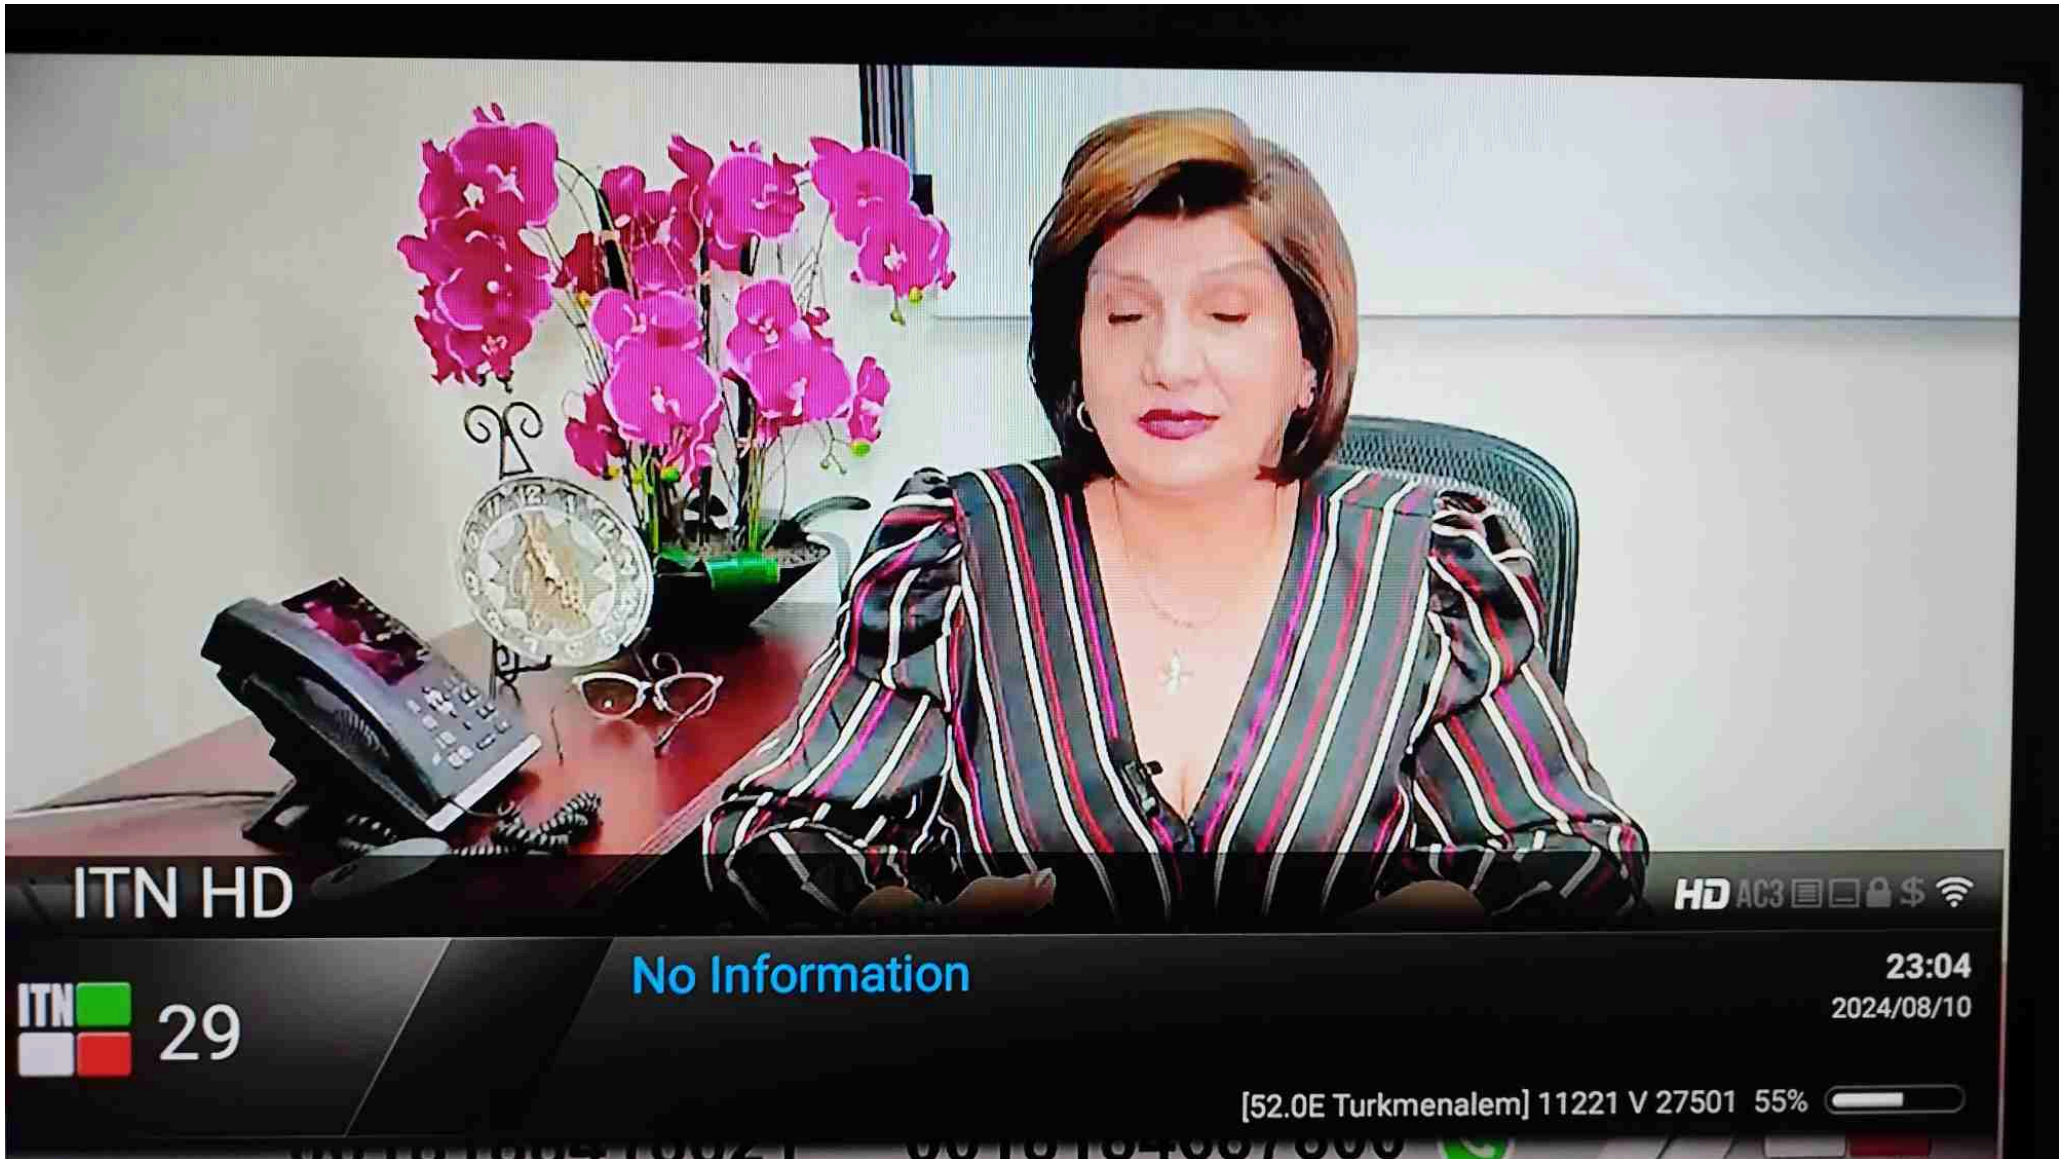 12
ITN HD
HD AC3 $
No Information
23:04
2024/08/10
ITN
29
[52.0E Turkmenalem] 11221 V 27501 55%